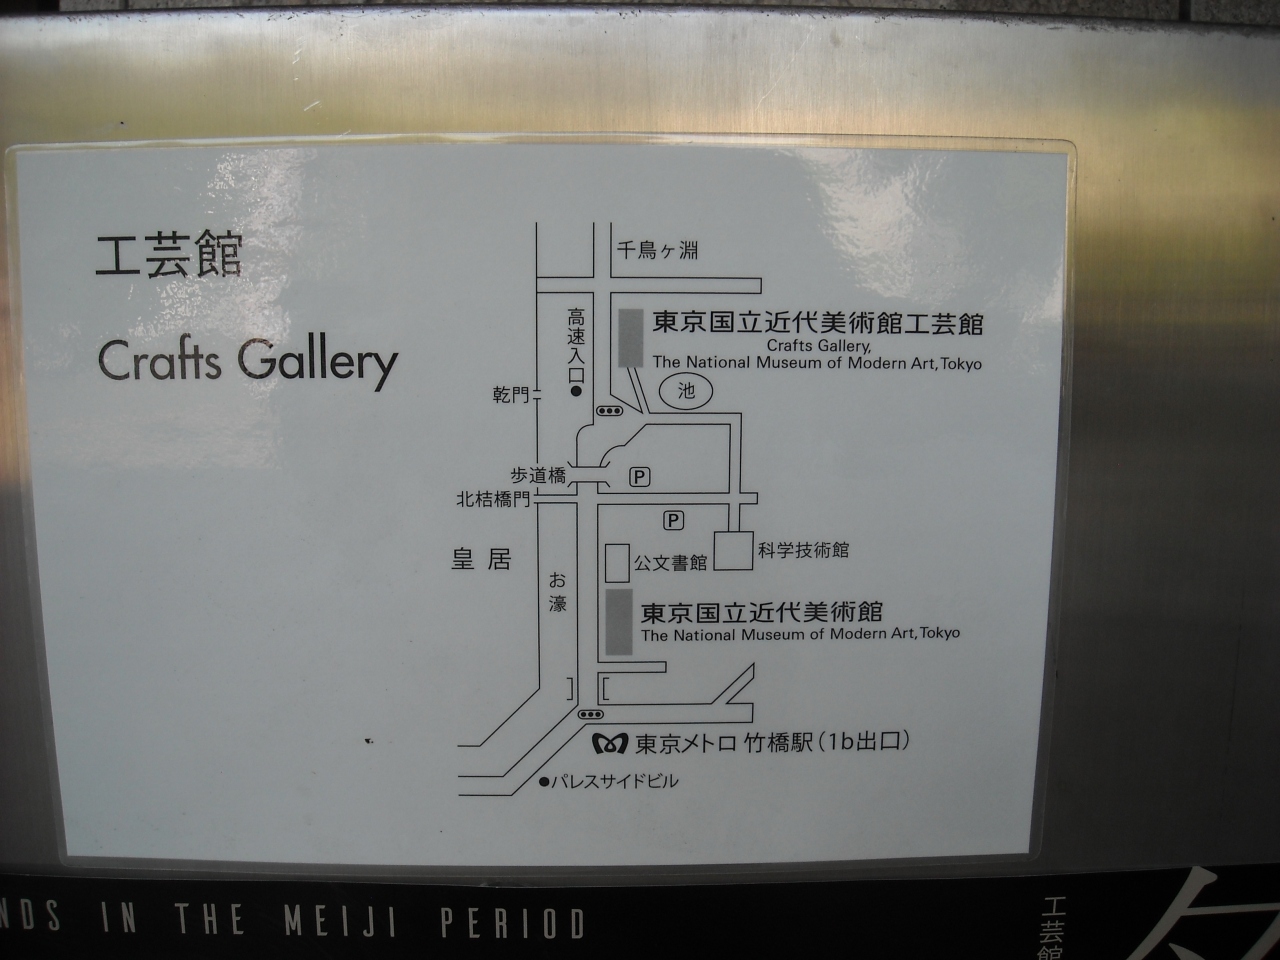 工芸館
Crafts Gallery
千鳥ヶ淵
高速入口
東京国立近代美術館工芸館
Crafts Gallery,
The National Museum of Modern Art, Tokyo
池
乾門
歩道橋
P
北桔橋門
P
皇居
科学技術館
公文書館
お濠
東京国立近代美術館
The National Museum of Modern Art, Tokyo
東京メトロ 竹橋駅(1b出口)
パレスサイドビル
NDS IN THE MEIJI PERIOD
工芸館